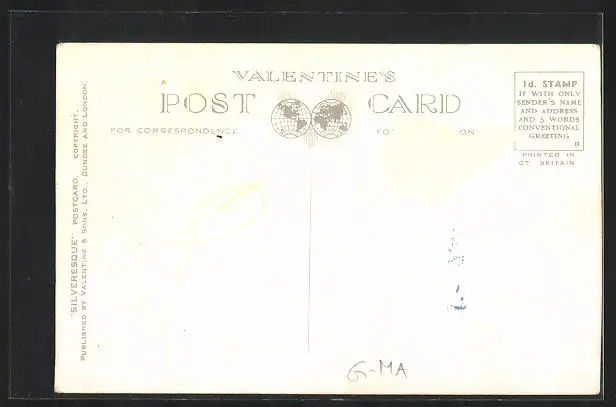 VALENTINE'S
POST CARD
FOR CORRESPONDENCE
1d. STAMP
IF WITH ONLY
SENDER'S NAME
AND ADDRESS
AND 5 WORDS
CONVENTIONAL
GREETING
B
PRINTED IN
GT BRITAIN
"SILVERESQUE" POSTCARD. COPYRIGHT.
PUBLISHED BY VALENTINE & SONS, LTD., DUNDEE AND LONDON.
G-MA